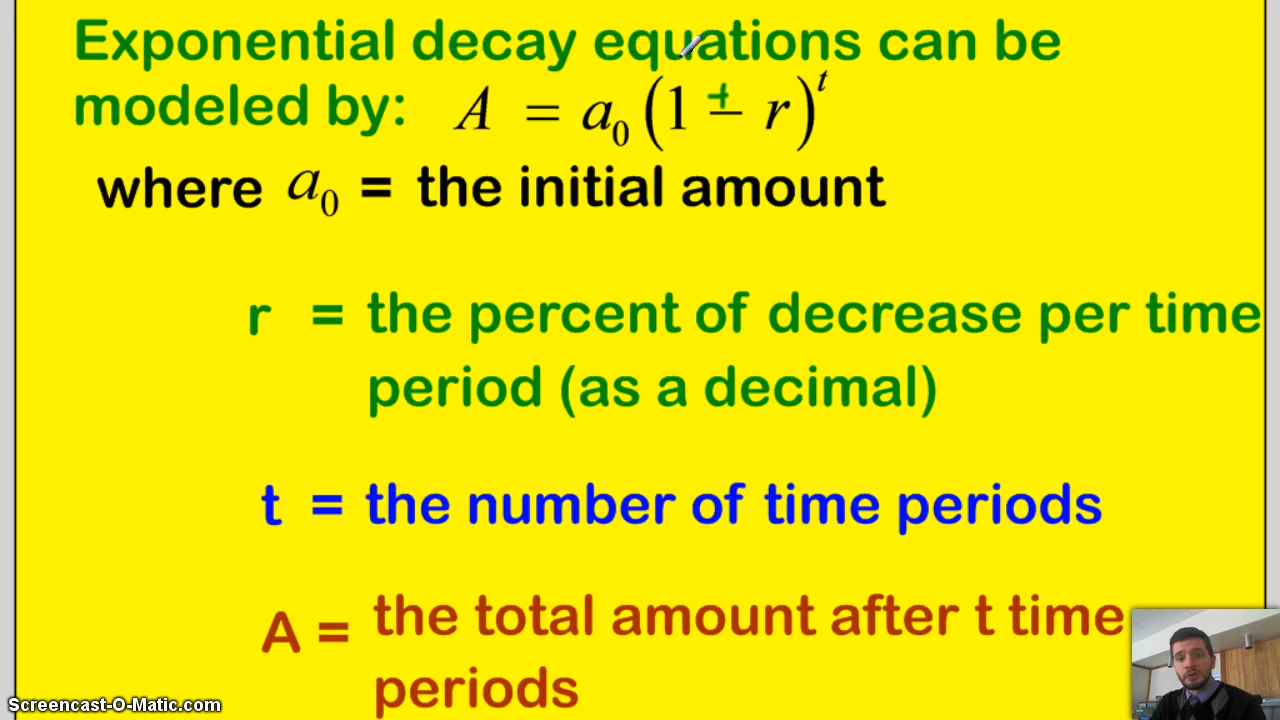 Exponential decay equations can be
modeled by: A = a₀(1 ± r)ᵗ
where a₀ = the initial amount
r = the percent of decrease per time
period (as a decimal)
t = the number of time periods
A = the total amount after t time
periods
Screencast-O-Matic.com